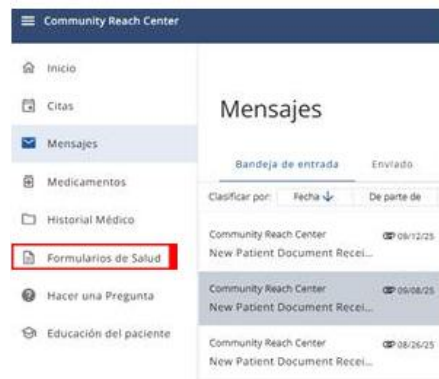 Community Reach Center
Inicio
Citas
Mensajes
Medicamentos
Historial Médico
Formularios de Salud
Hacer una Pregunta
Educación del paciente
Mensajes
Bandeja de entrada Enviado
Clasificar por: Fecha De parte de
Community Reach Center 09/12/25
New Patient Document Recei...
Community Reach Center 09/08/25
New Patient Document Recei...
Community Reach Center 08/26/25
New Patient Document Recei...